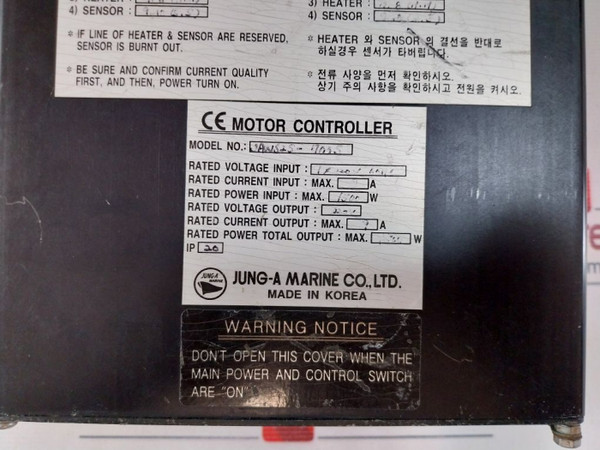 3) HEATER :
4) SENSOR :
* IF LINE OF HEATER & SENSOR ARE RESERVED,
SENSOR IS BURNT OUT.
* BE SURE AND CONFIRM CURRENT QUALITY
FIRST, AND THEN, POWER TURN ON.
3) HEATER :
4) SENSOR :
* HEATER 와 SENSOR 의 결선을 반대로
하실경우 센서가 타버립니다.
* 전류 사양을 먼저 확인하시오.
상기 주의 사항을 확인하시고 전원을 켜시오.
CE MOTOR CONTROLLER
MODEL NO.:
RATED VOLTAGE INPUT :
RATED CURRENT INPUT : MAX. A
RATED POWER INPUT : MAX. W
RATED VOLTAGE OUTPUT :
RATED CURRENT OUTPUT : MAX. A
RATED POWER TOTAL OUTPUT : MAX. W
IP 20
JUNG-A MARINE
JUNG-A MARINE CO., LTD.
MADE IN KOREA
WARNING NOTICE
DON'T OPEN THIS COVER WHEN THE
MAIN POWER AND CONTROL SWITCH
ARE "ON"